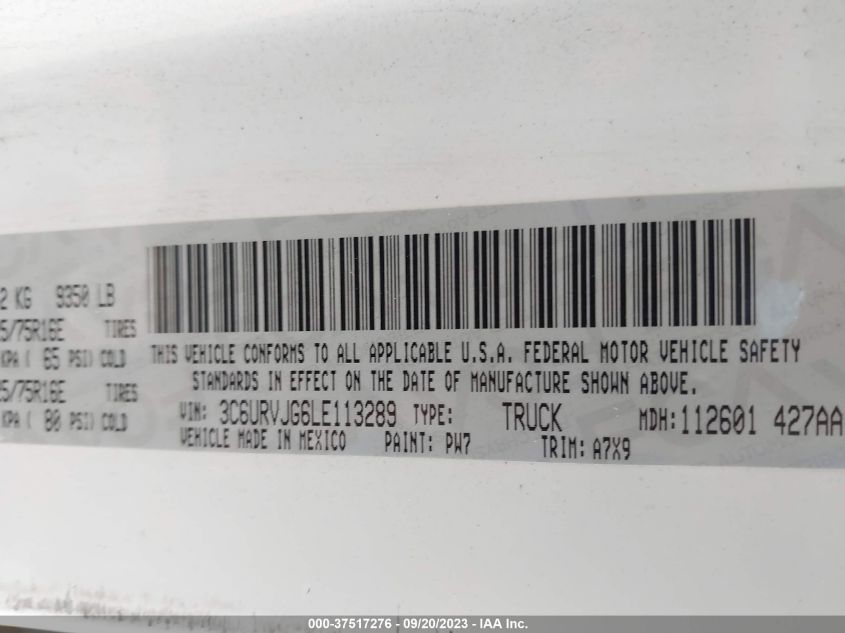 2 KG 9350 LB
5/75R16E TIRES
KPA ( 65 PSI) COLD
5/75R16E TIRES
KPA ( 80 PSI) COLD
THIS VEHICLE CONFORMS TO ALL APPLICABLE U.S.A. FEDERAL MOTOR VEHICLE SAFETY
STANDARDS IN EFFECT ON THE DATE OF MANUFACTURE SHOWN ABOVE.
VIN: 3C6URVJG6LE113289 TYPE: TRUCK MDH:112601 427AA
VEHICLE MADE IN MEXICO PAINT: PW7 TRIM: A7X9
000-37517276 - 09/20/2023 - IAA Inc.